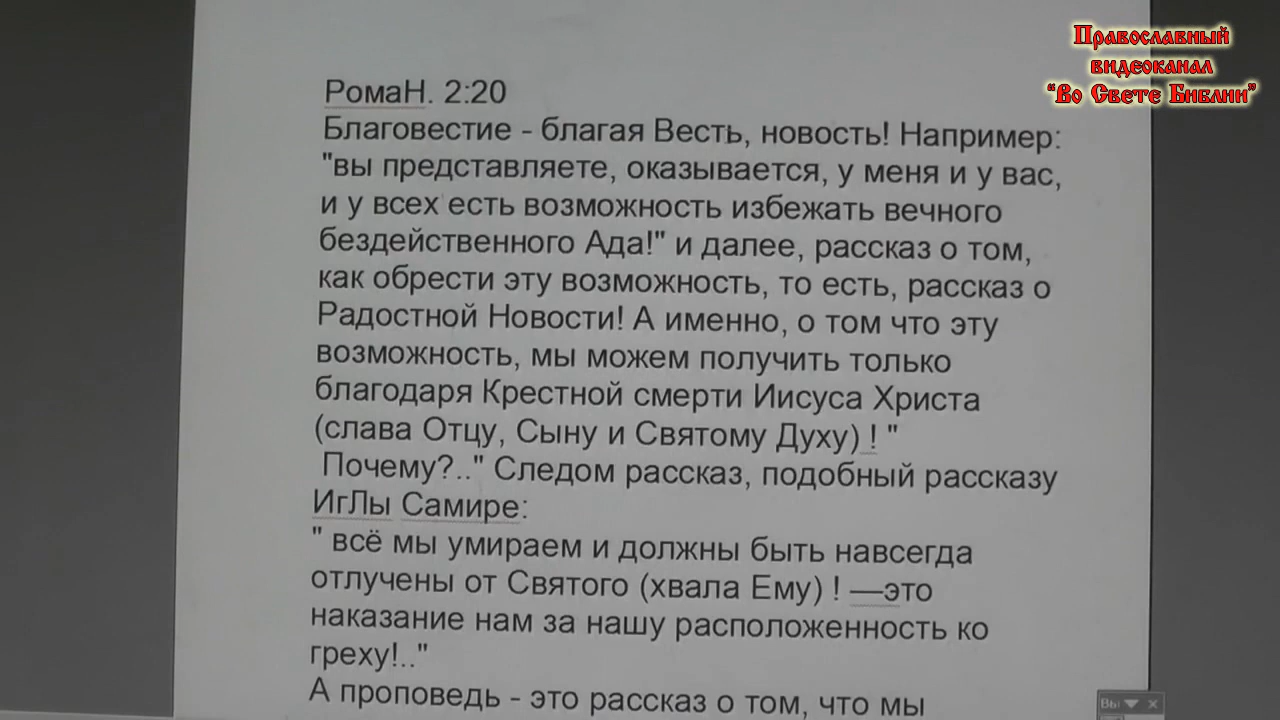 Православный
видеоканал
“Во Свете Библии”
РомаН. 2:20
Благовестие - благая Весть, новость! Например:
"вы представляете, оказывается, у меня и у вас,
и у всех есть возможность избежать вечного
бездейственного Ада!" и далее, рассказ о том,
как обрести эту возможность, то есть, рассказ о
Радостной Новости! А именно, о том что эту
возможность, мы можем получить только
благодаря Крестной смерти Иисуса Христа
(слава Отцу, Сыну и Святому Духу) ! "
Почему?.." Следом рассказ, подобный рассказу
ИгЛы Самире:
" всё мы умираем и должны быть навсегда
отлучены от Святого (хвала Ему) ! —это
наказание нам за нашу расположенность ко
греху!.."
А проповедь - это рассказ о том, что мы
Вы